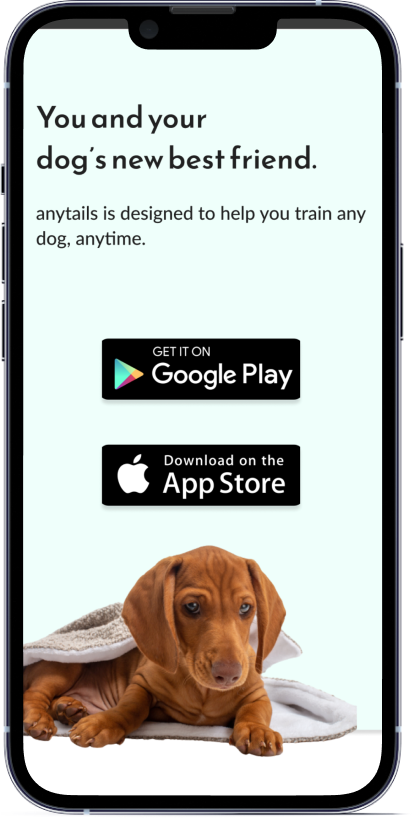 You and your
dog's new best friend.
anytails is designed to help you train any
dog, anytime.
GET IT ON
Google Play
Download on the
App Store